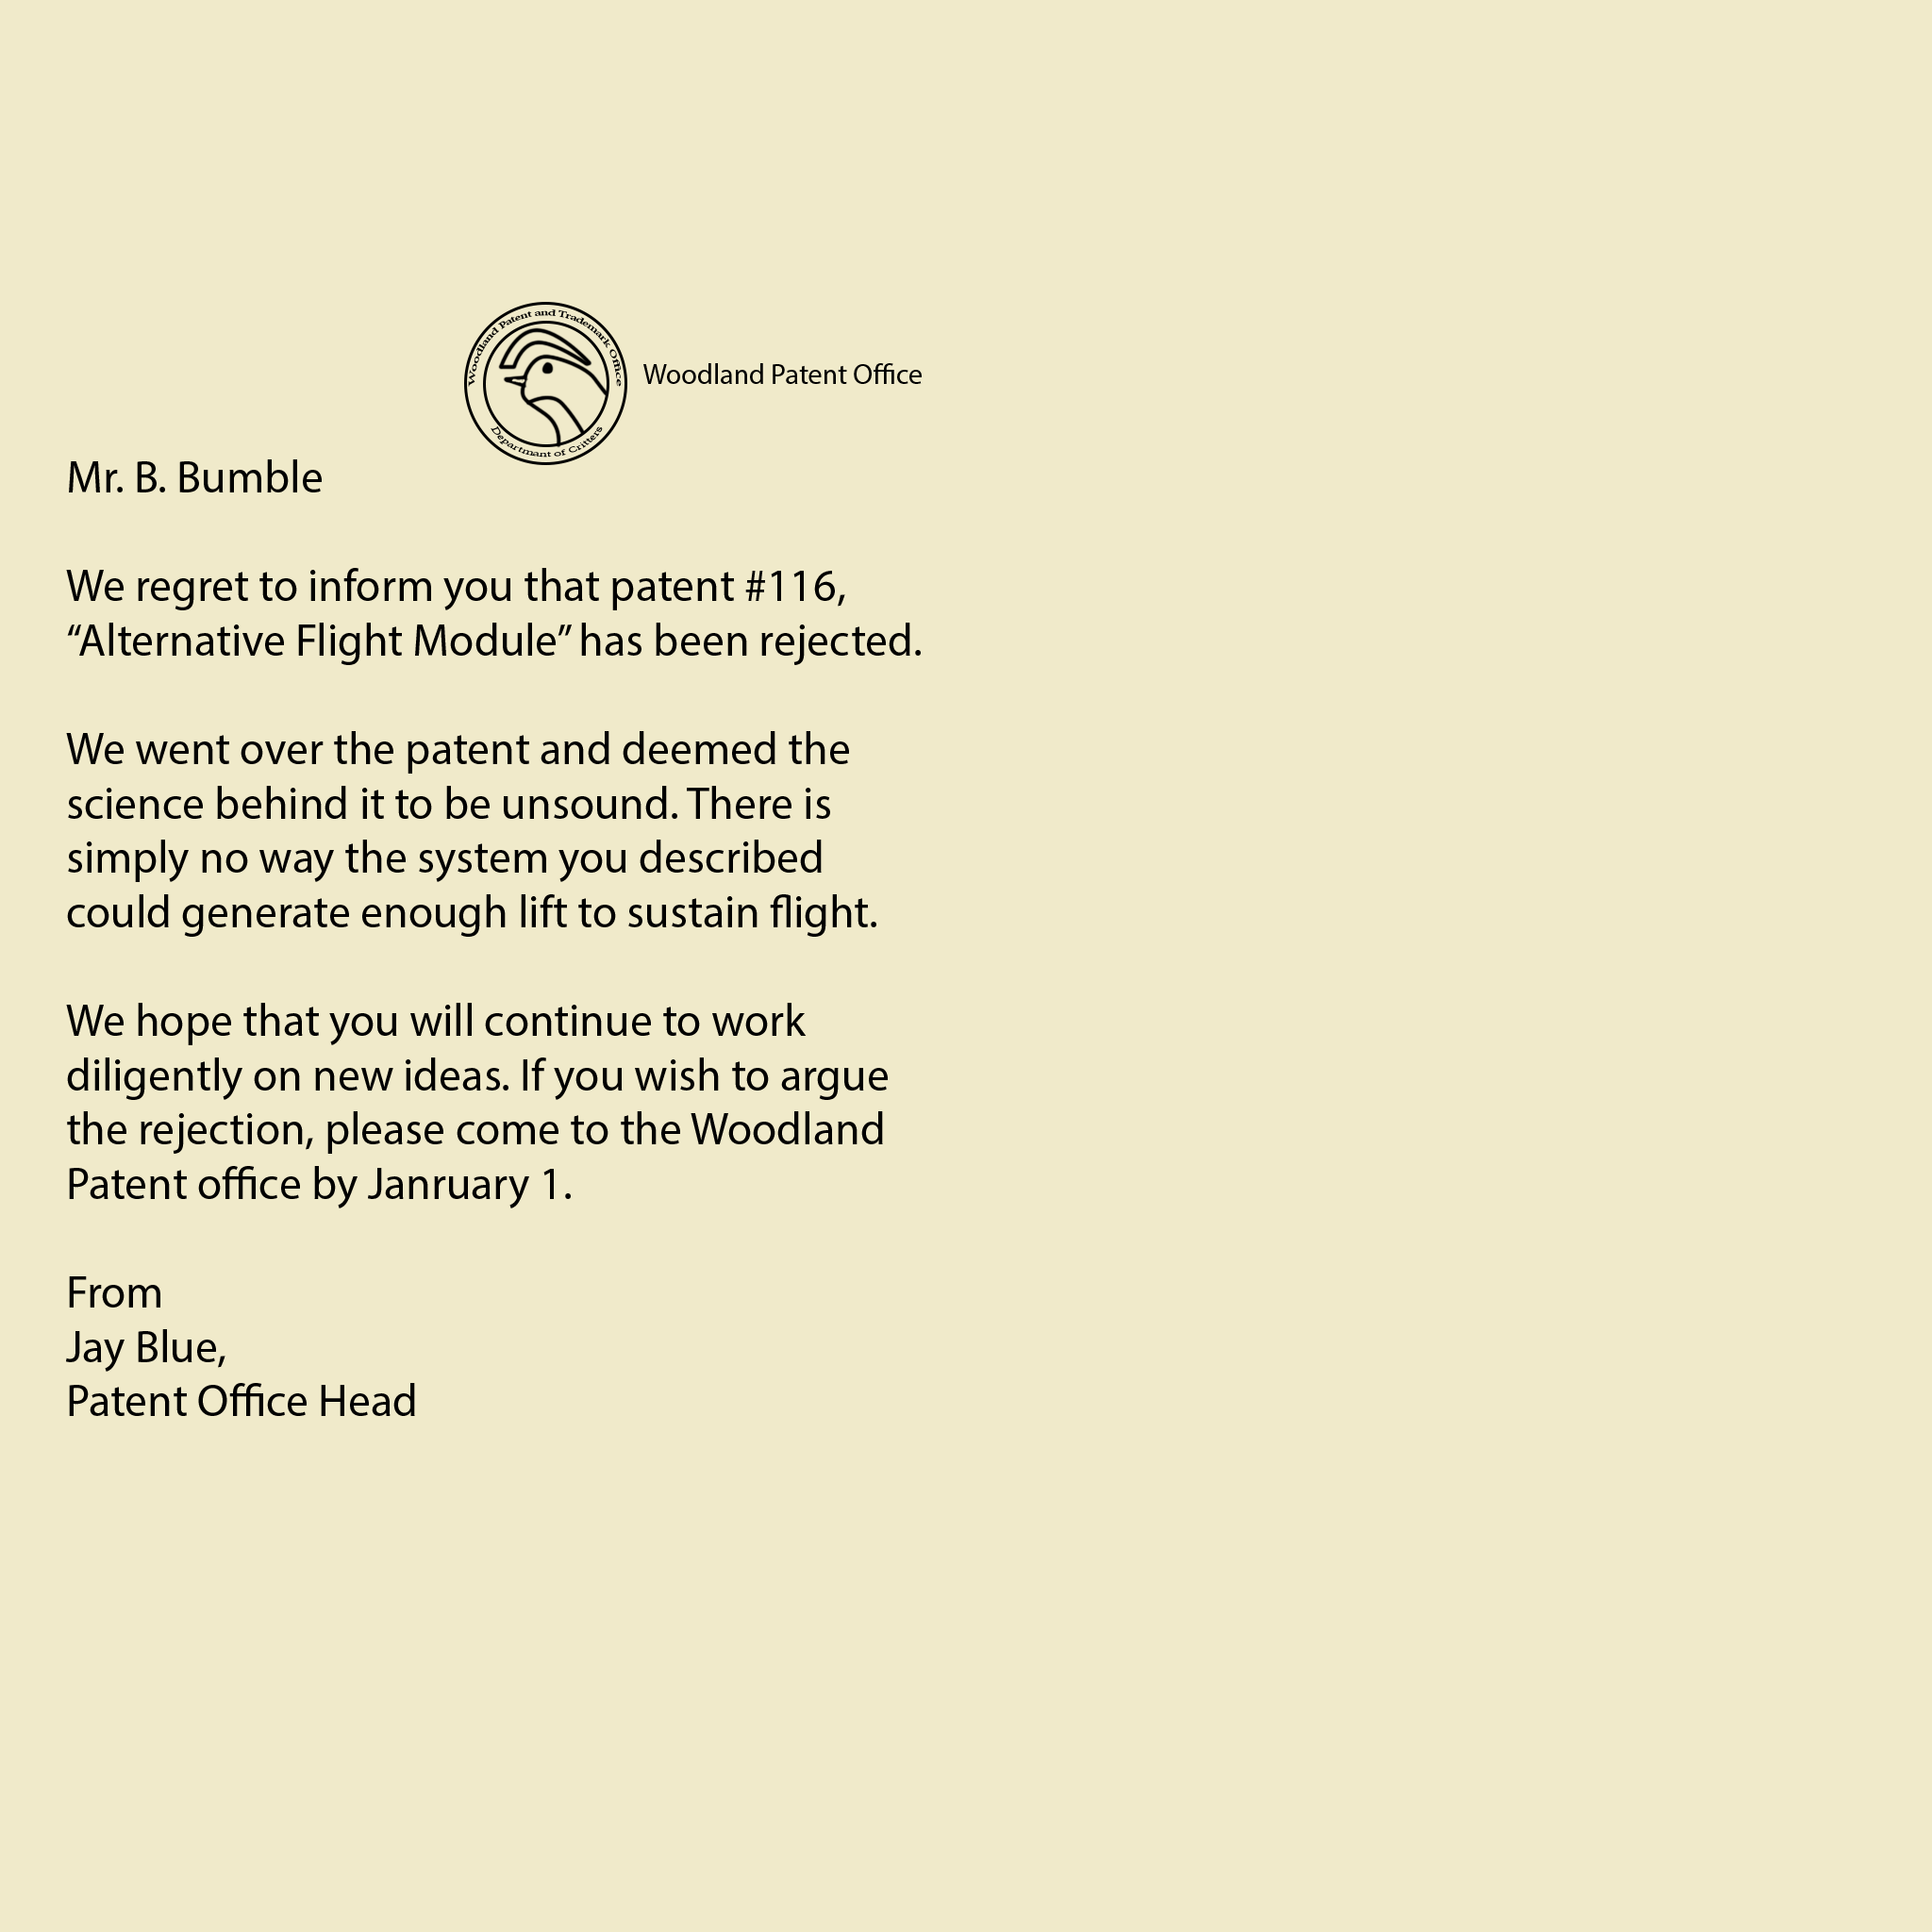 Woodland Patent and Trademark Office
Departmant of Critters
Woodland Patent Office
Mr. B. Bumble
We regret to inform you that patent #116,
“Alternative Flight Module” has been rejected.
We went over the patent and deemed the
science behind it to be unsound. There is
simply no way the system you described
could generate enough lift to sustain flight.
We hope that you will continue to work
diligently on new ideas. If you wish to argue
the rejection, please come to the Woodland
Patent office by Janruary 1.
From
Jay Blue,
Patent Office Head